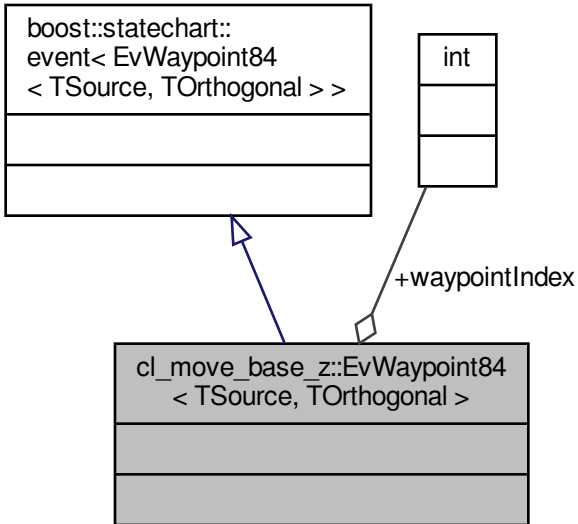 boost::statechart::
event< EvWaypoint84
< TSource, TOrthogonal > >
int
+waypointIndex
cl_move_base_z::EvWaypoint84
< TSource, TOrthogonal >